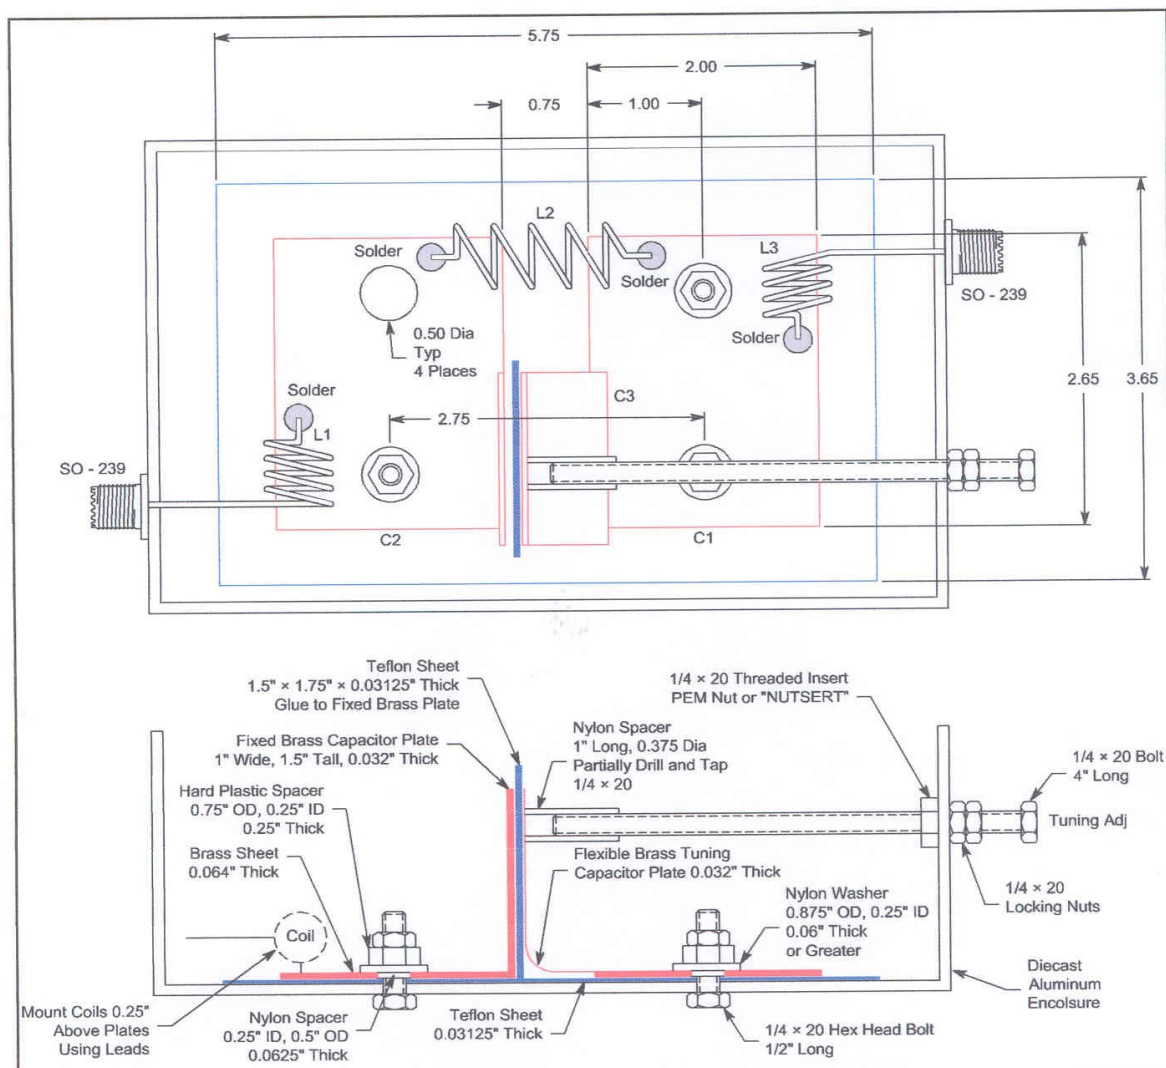 5.75
2.00
0.75
1.00
L2
Solder
Solder
L3
SO - 239
Solder
0.50 Dia
Typ
4 Places
2.65
3.65
Solder
C3
2.75
L1
SO - 239
C2
C1
Teflon Sheet
1.5" × 1.75" × 0.03125" Thick
Glue to Fixed Brass Plate
1/4 × 20 Threaded Insert
PEM Nut or "NUTSERT"
Fixed Brass Capacitor Plate
1" Wide, 1.5" Tall, 0.032" Thick
Nylon Spacer
1" Long, 0.375 Dia
Partially Drill and Tap
1/4 × 20
1/4 × 20 Bolt
4" Long
Hard Plastic Spacer
0.75" OD, 0.25" ID
0.25" Thick
Tuning Adj
Brass Sheet
0.064" Thick
Flexible Brass Tuning
Capacitor Plate 0.032" Thick
Nylon Washer
0.875" OD, 0.25" ID
0.06" Thick
or Greater
1/4 × 20
Locking Nuts
Coil
Mount Coils 0.25"
Above Plates
Using Leads
Nylon Spacer
0.25" ID, 0.5" OD
0.0625" Thick
Teflon Sheet
0.03125" Thick
1/4 × 20 Hex Head Bolt
1/2" Long
Diecast
Aluminum
Encolsure